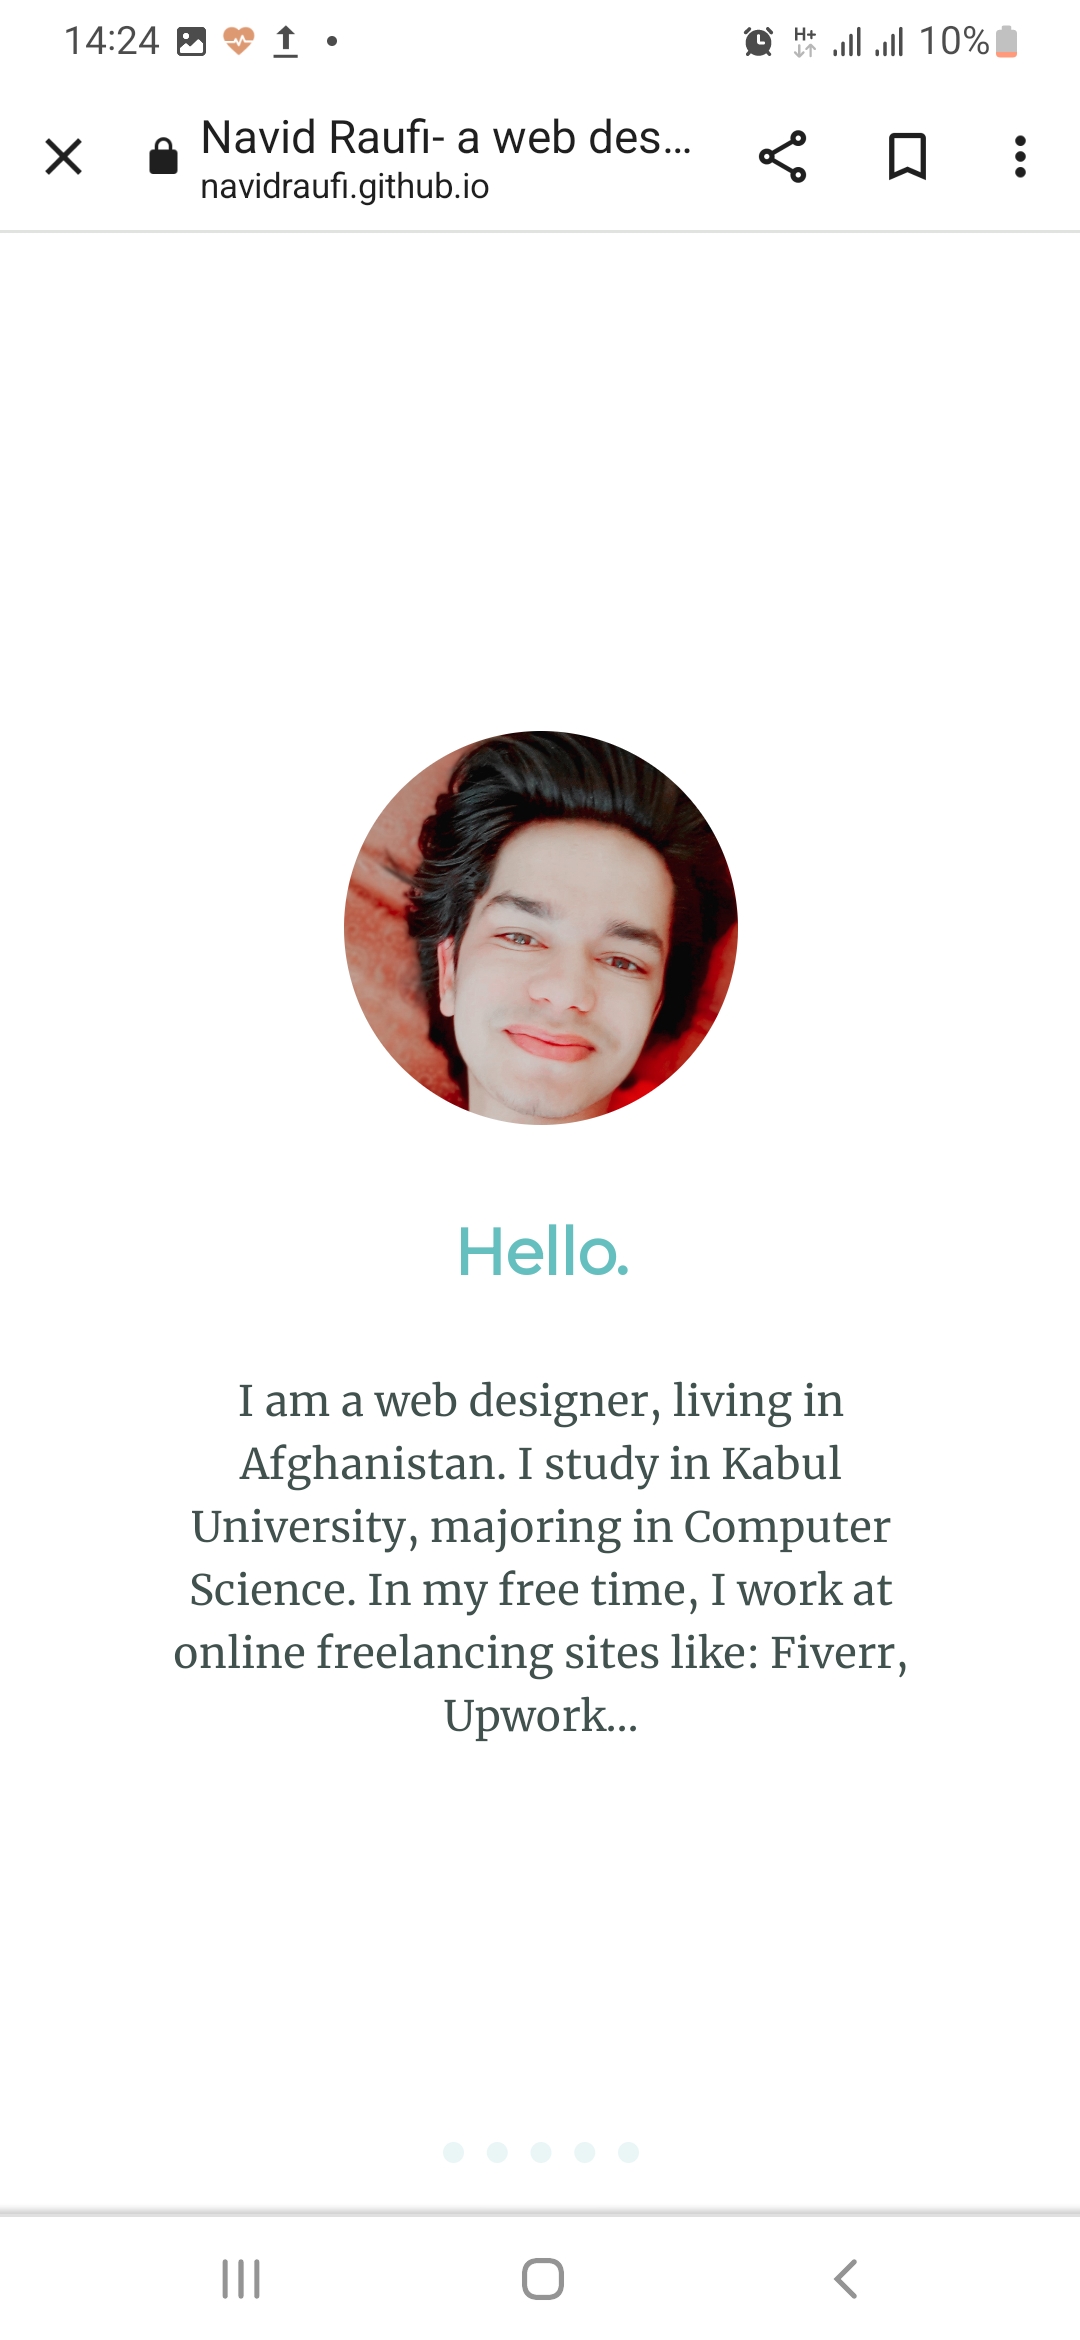 14:24
H+
10%
Navid Raufi- a web des...
navidraufi.github.io
Hello.
I am a web designer, living in
Afghanistan. I study in Kabul
University, majoring in Computer
Science. In my free time, I work at
online freelancing sites like: Fiverr,
Upwork...